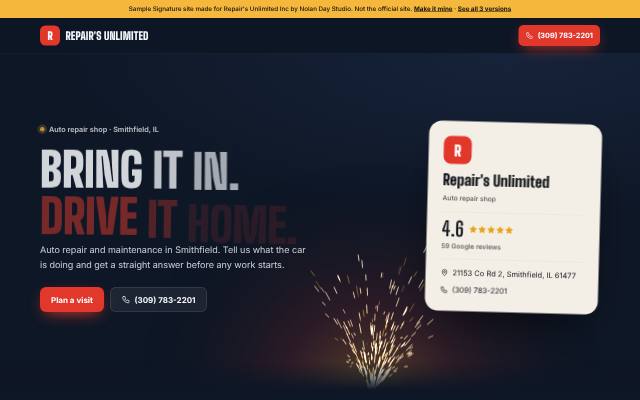 Sample Signature site made for Repair's Unlimited Inc by Nolan Day Studio. Not the official site. Make it mine · See all 3 versions
R REPAIR'S UNLIMITED
(309) 783-2201
Auto repair shop · Smithfield, IL
BRING IT IN.
DRIVE IT HOME.
Auto repair and maintenance in Smithfield. Tell us what the car
is doing and get a straight answer before any work starts.
Plan a visit
(309) 783-2201
R
Repair's Unlimited
Auto repair shop
4.6 ★★★★★
59 Google reviews
21153 Co Rd 2, Smithfield, IL 61477
(309) 783-2201